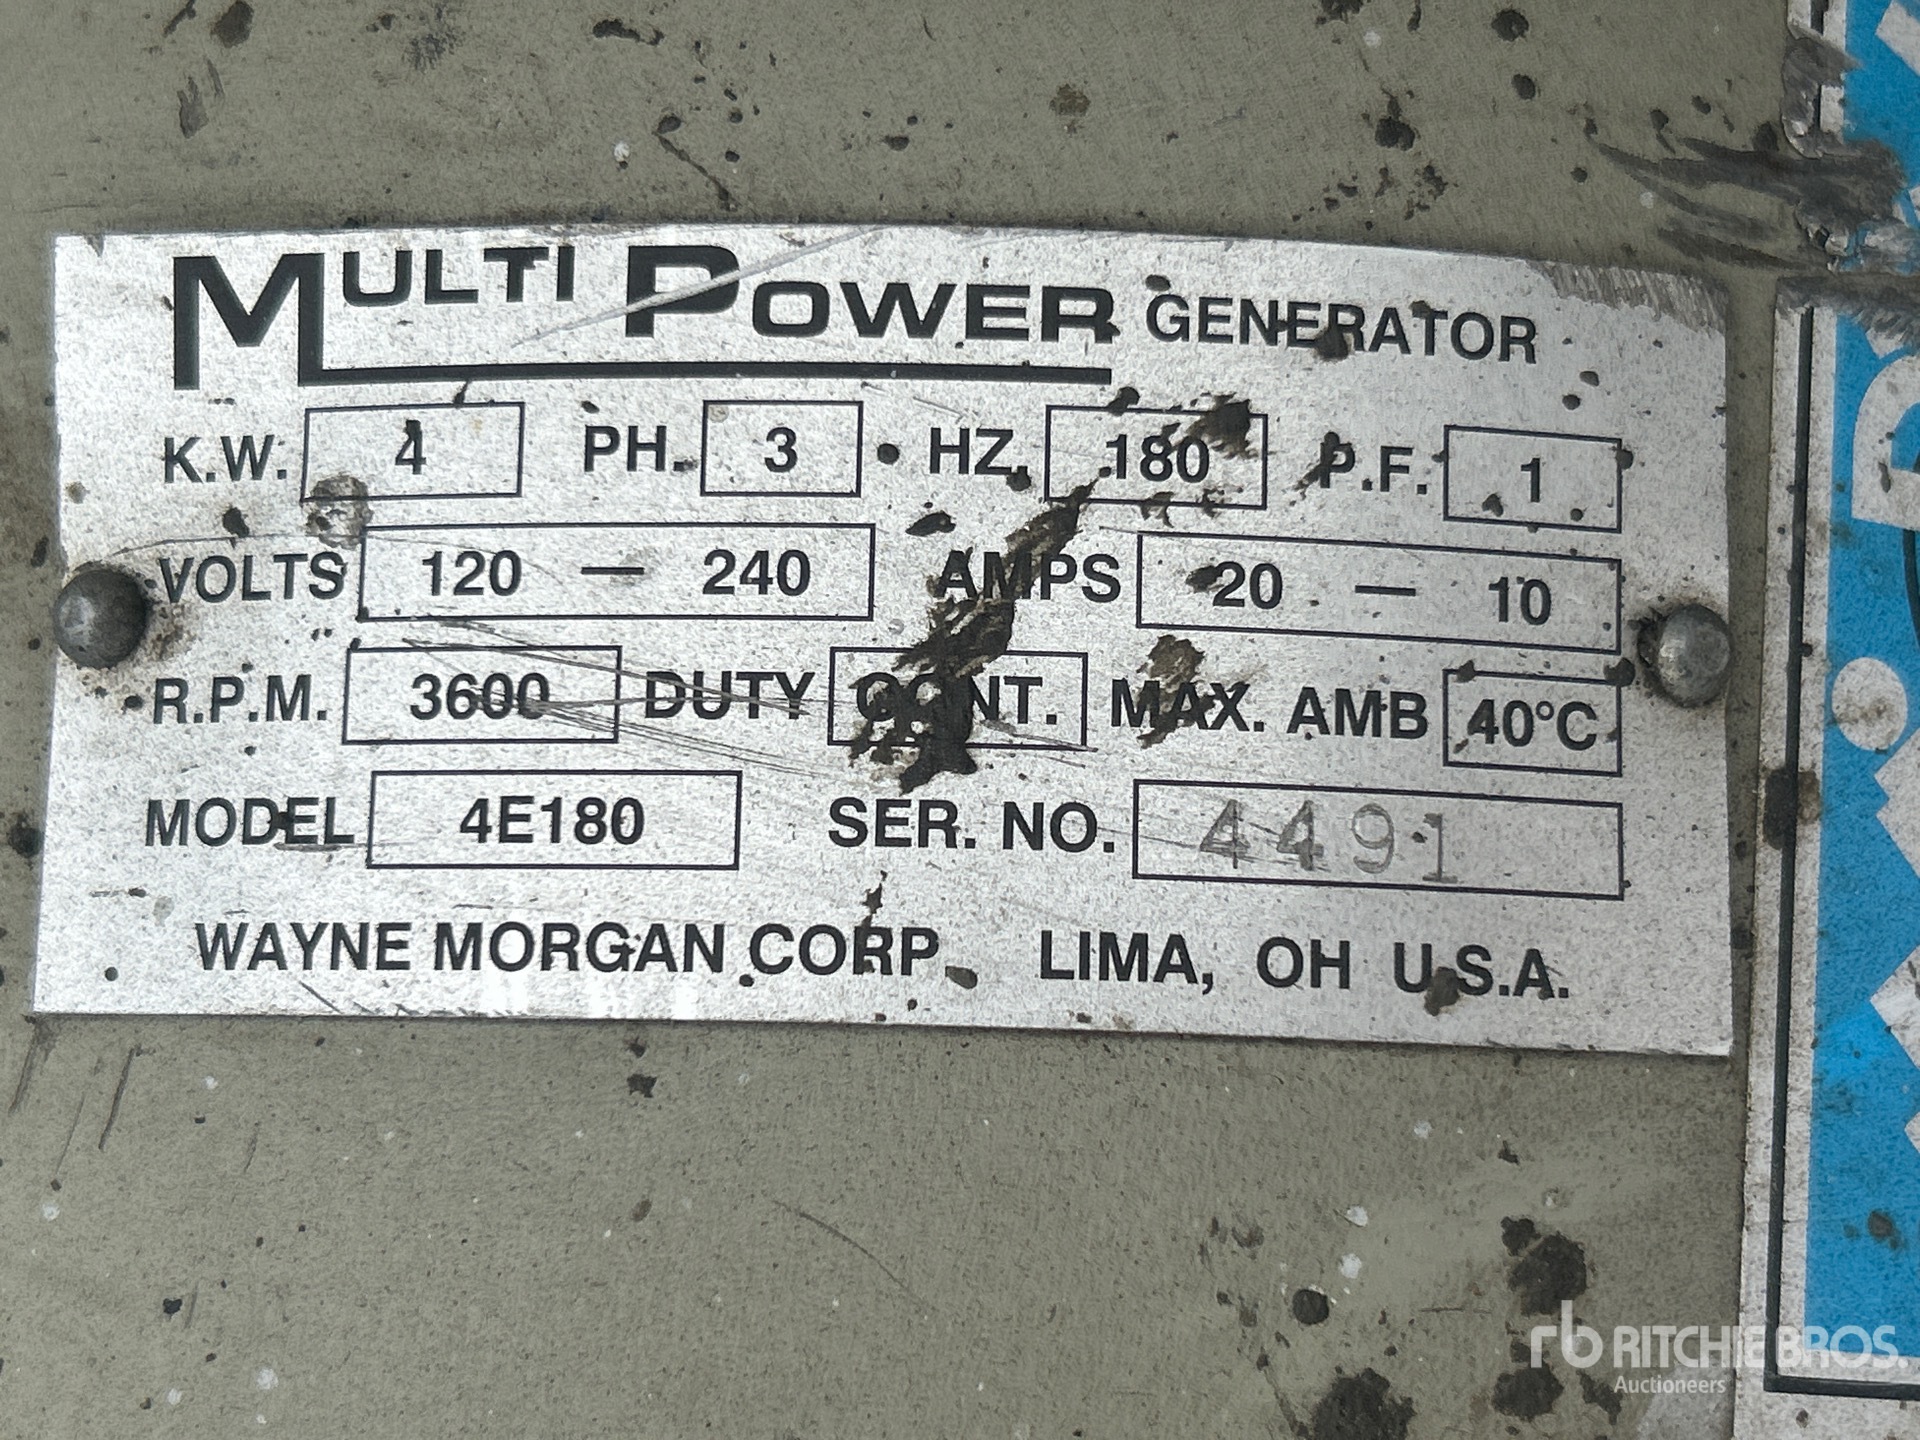 MULTI POWER GENERATOR
K.W. 4 PH. 3 HZ. 180 P.F. 1
VOLTS 120 — 240 AMPS 20 — 10
R.P.M. 3600 DUTY CONT. MAX. AMB 40°C
MODEL 4E180 SER. NO. 4491
WAYNE MORGAN CORP. LIMA, OH U.S.A.
rb RITCHIE BROS.
Auctioneers